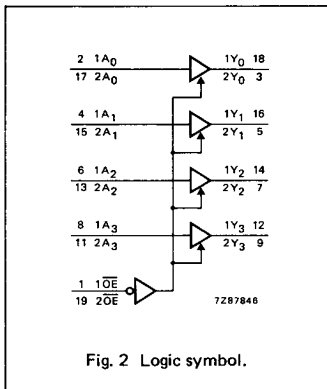 2 1A0 1Y0 18
17 2A0 2Y0 3
4 1A1 1Y1 16
15 2A1 2Y1 5
6 1A2 1Y2 14
13 2A2 2Y2 7
8 1A3 1Y3 12
11 2A3 2Y3 9
1 1O̅E̅
19 2O̅E̅
7Z87846
Fig. 2 Logic symbol.